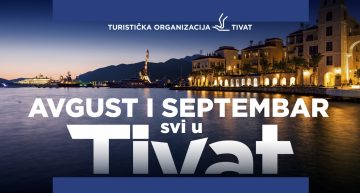 TURISTIČKA ORGANIZACIJA TIVAT
AVGUST I SEPTEMBAR
svi u
Tivat